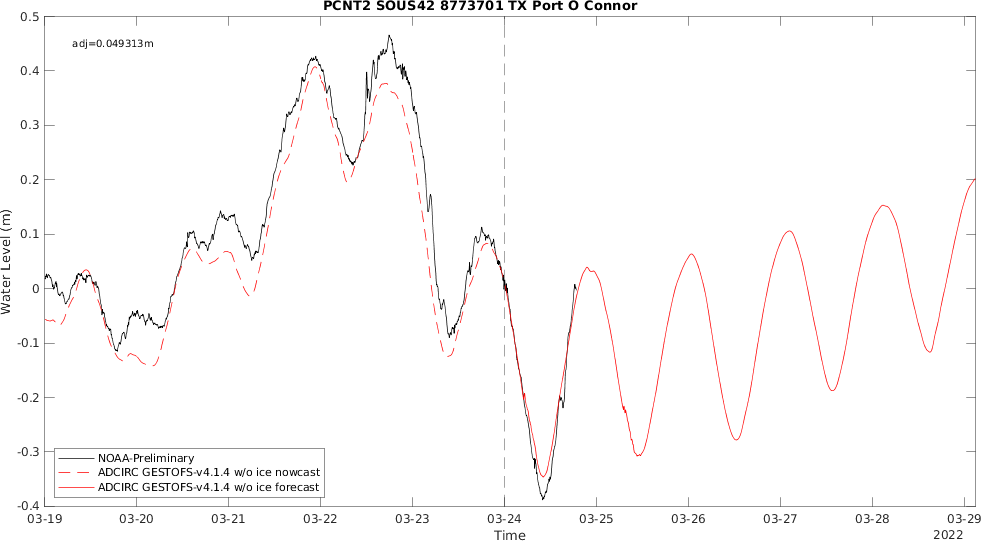 PCNT2 SOUS42 8773701 TX Port O Connor
adj=0.049313m
0.5
0.4
0.3
0.2
0.1
0
-0.1
-0.2
-0.3
-0.4
Water Level (m)
NOAA-Preliminary
ADCIRC GESTOFS-v4.1.4 w/o ice nowcast
ADCIRC GESTOFS-v4.1.4 w/o ice forecast
03-19 03-20 03-21 03-22 03-23 03-24 03-25 03-26 03-27 03-28 03-29
Time
2022